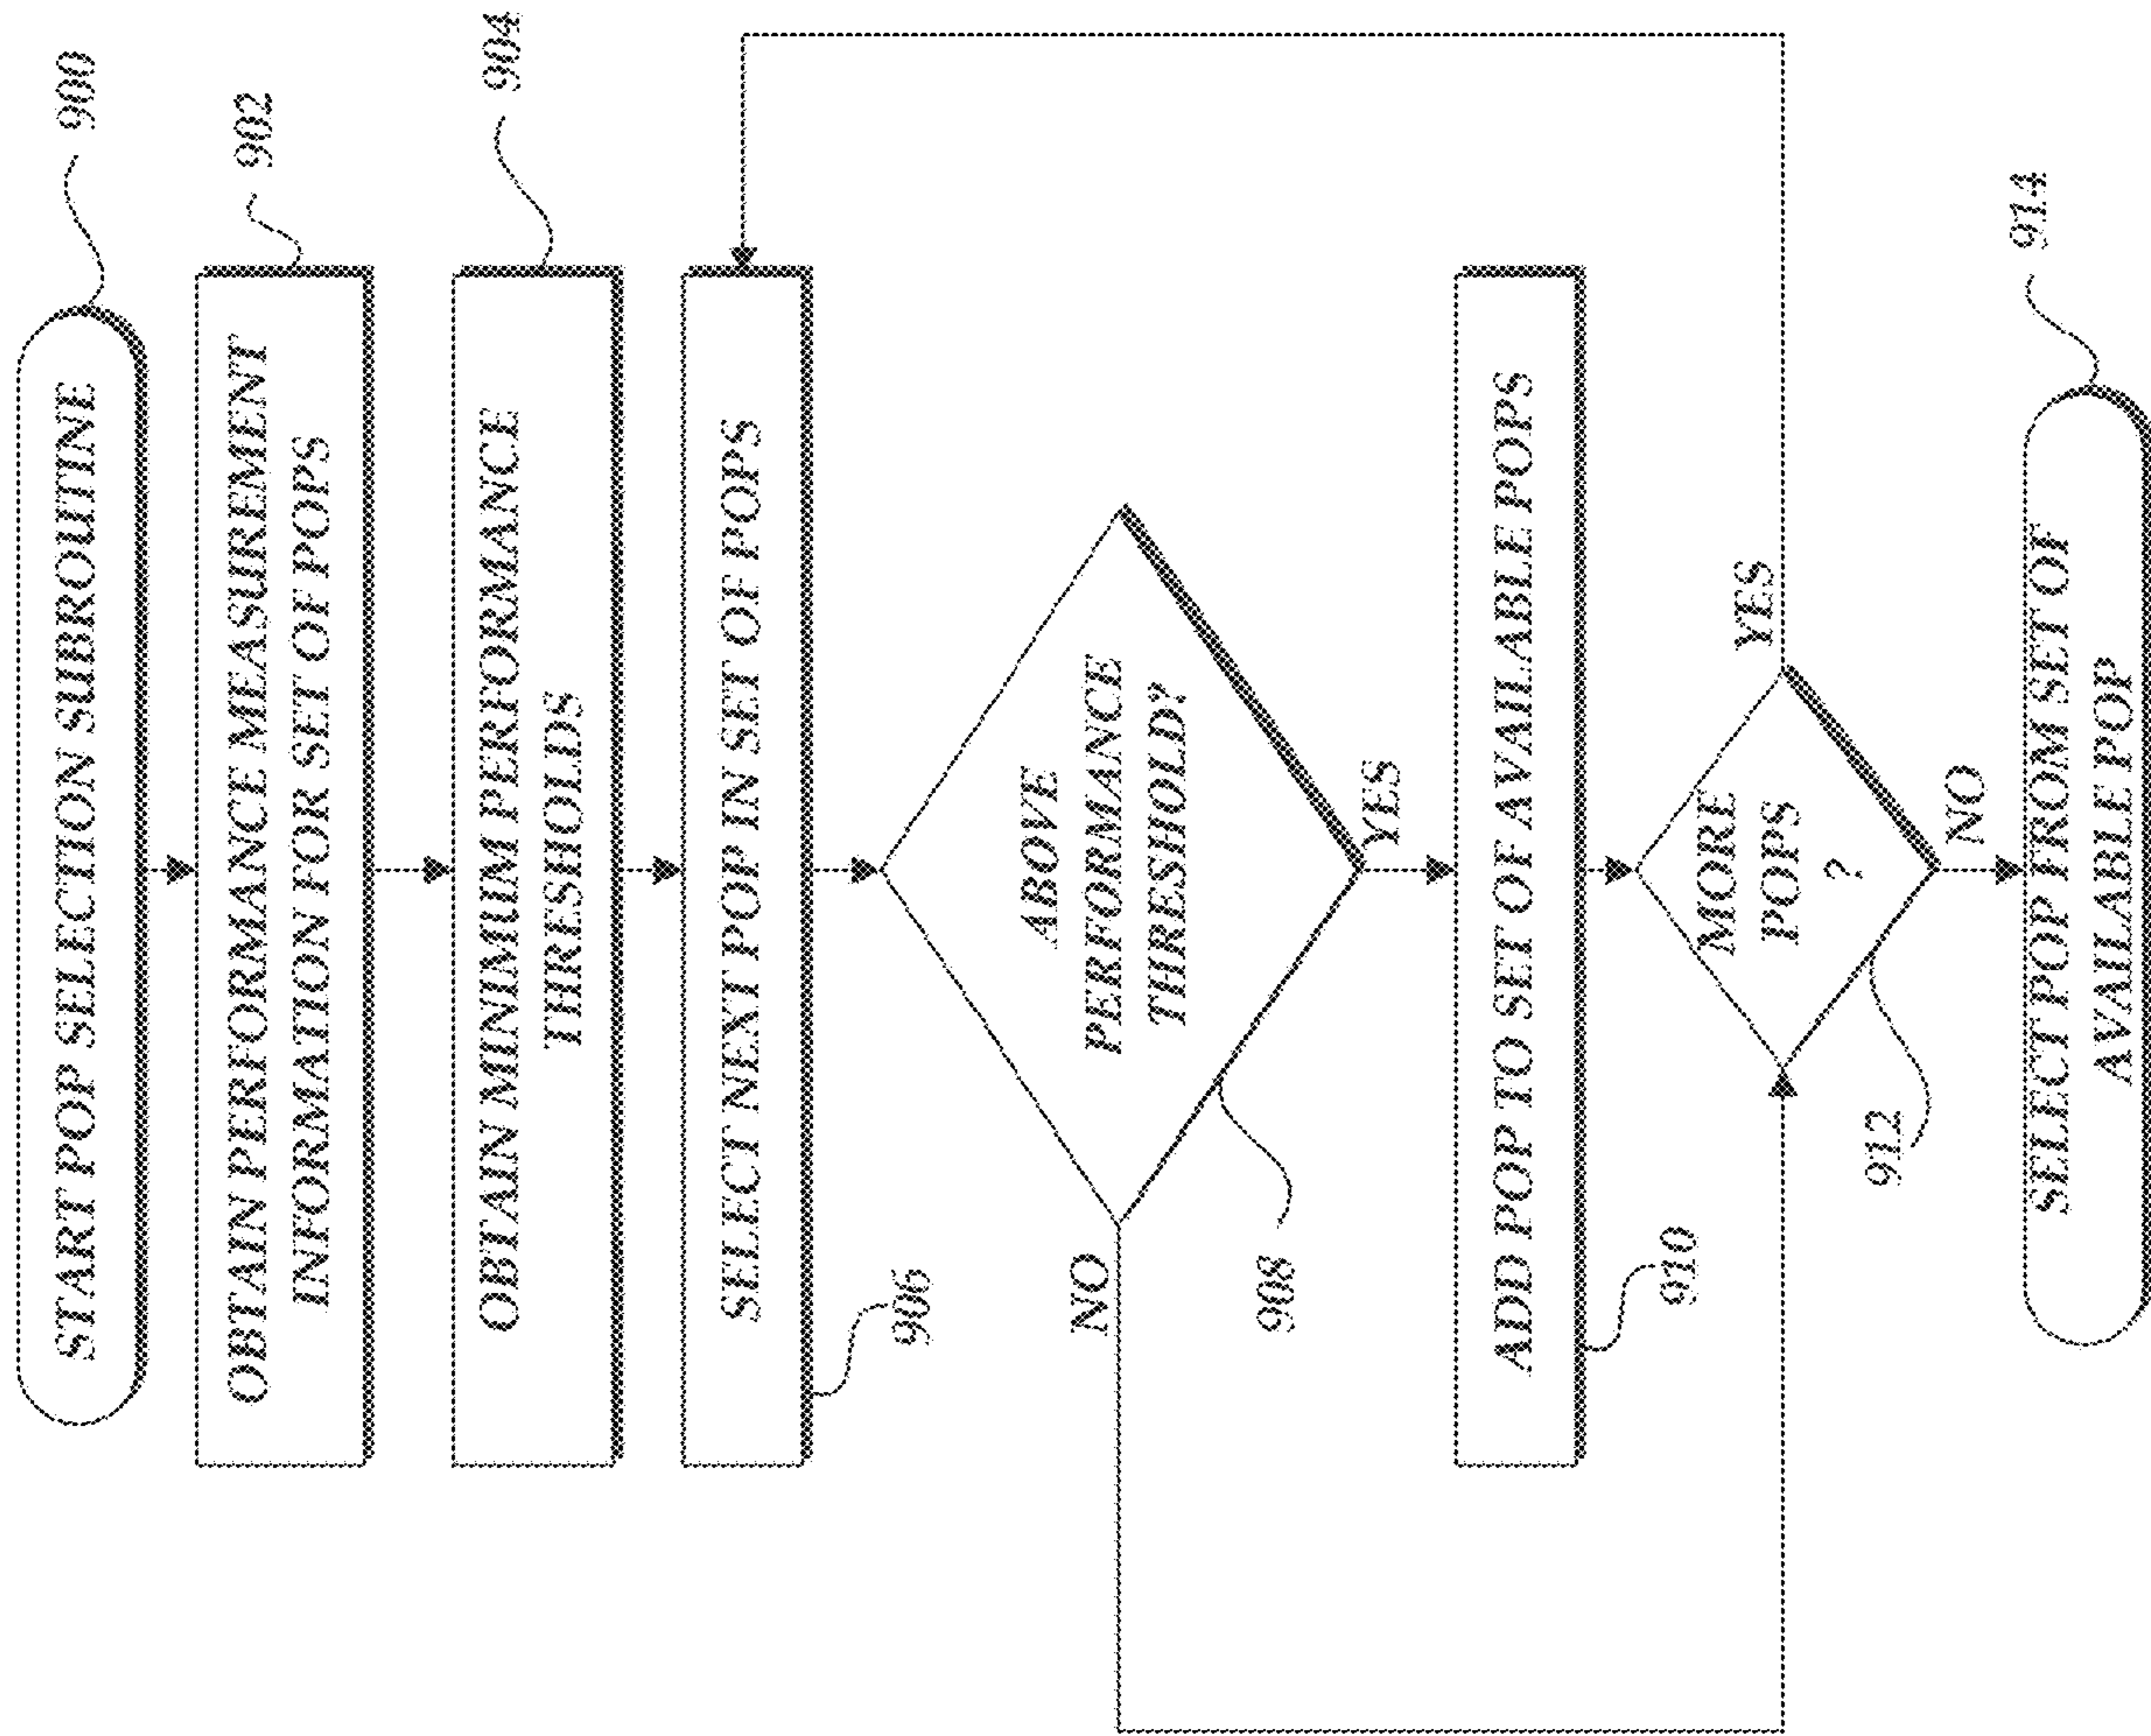 START POP SELECTION SUBROUTINE
900
OBTAIN PERFORMANCE MEASUREMENT
INFORMATION FOR SET OF POPS
902
OBTAIN MINIMUM PERFORMANCE
THRESHOLDS
904
SELECT NEXT POP IN SET OF POPS
906
ABOVE
PERFORMANCE
THRESHOLD?
NO
908
YES
ADD POP TO SET OF AVAILABLE POPS
910
MORE
POPS
?
YES
912
NO
SELECT POP FROM SET OF
AVAILABLE POP
914